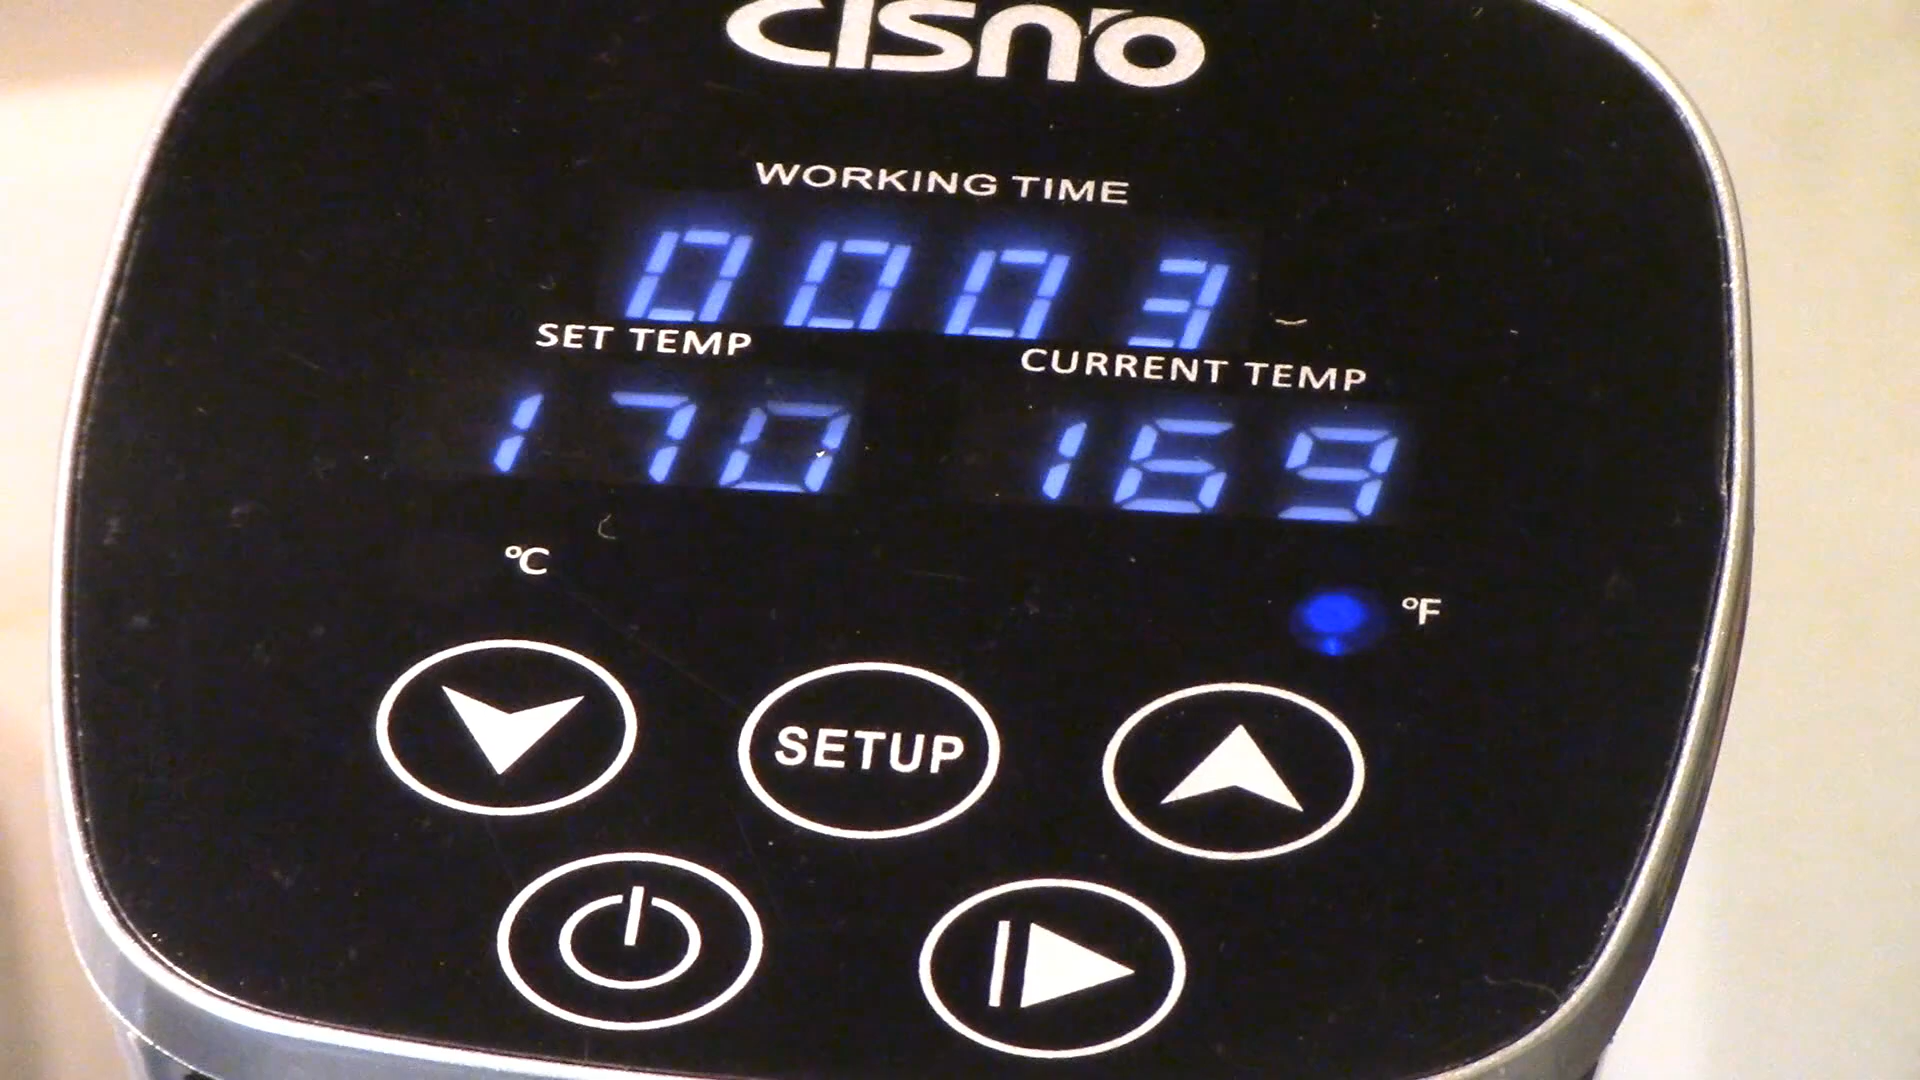 CISNO
WORKING TIME
0003
SET TEMP CURRENT TEMP
170 169
°C °F
SETUP